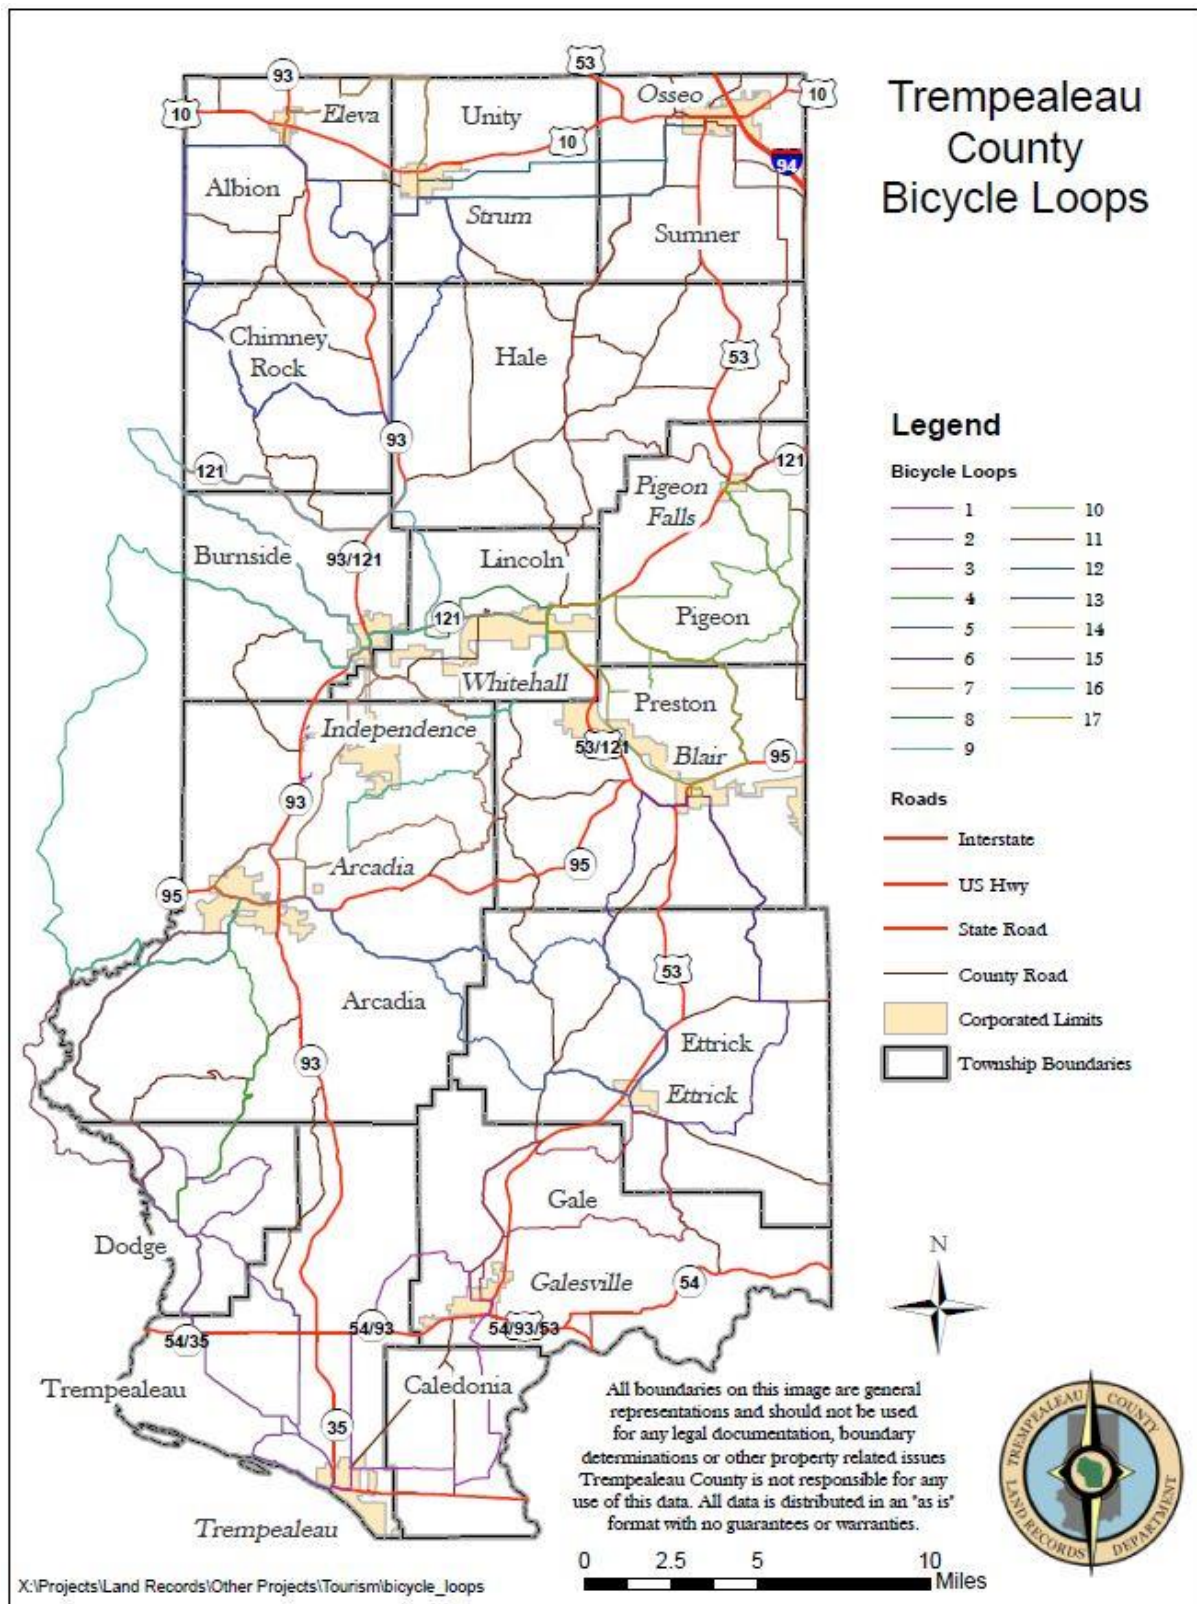 Trempealeau
County
Bicycle Loops
53
93
Osseo
10
10
Eleva
Unity
10
94
Albion
Strum
Sumner
Chimney
Rock
Hale
53
93
121
121
Pigeon
Falls
Burnside
93/121
Lincoln
121
Pigeon
Whitehall
Preston
Independence
53/121
Blair
95
93
95
Arcadia
95
53
Arcadia
Ettrick
93
Ettrick
Gale
Dodge
Galesville
54
54/35
54/93
54/93/53
Trempealeau
Caledonia
35
Trempealeau
Legend
Bicycle Loops
1 10
2 11
3 12
4 13
5 14
6 15
7 16
8 17
9
Roads
Interstate
US Hwy
State Road
County Road
Corporated Limits
Township Boundaries
N
All boundaries on this image are general
representations and should not be used
for any legal documentation, boundary
determinations or other property related issues
Trempealeau County is not responsible for any
use of this data. All data is distributed in an "as is"
format with no guarantees or warranties.
TREMPEALEAU COUNTY
LAND RECORDS DEPARTMENT
0 2.5 5 10
Miles
X:\Projects\Land Records\Other Projects\Tourism\bicycle_loops